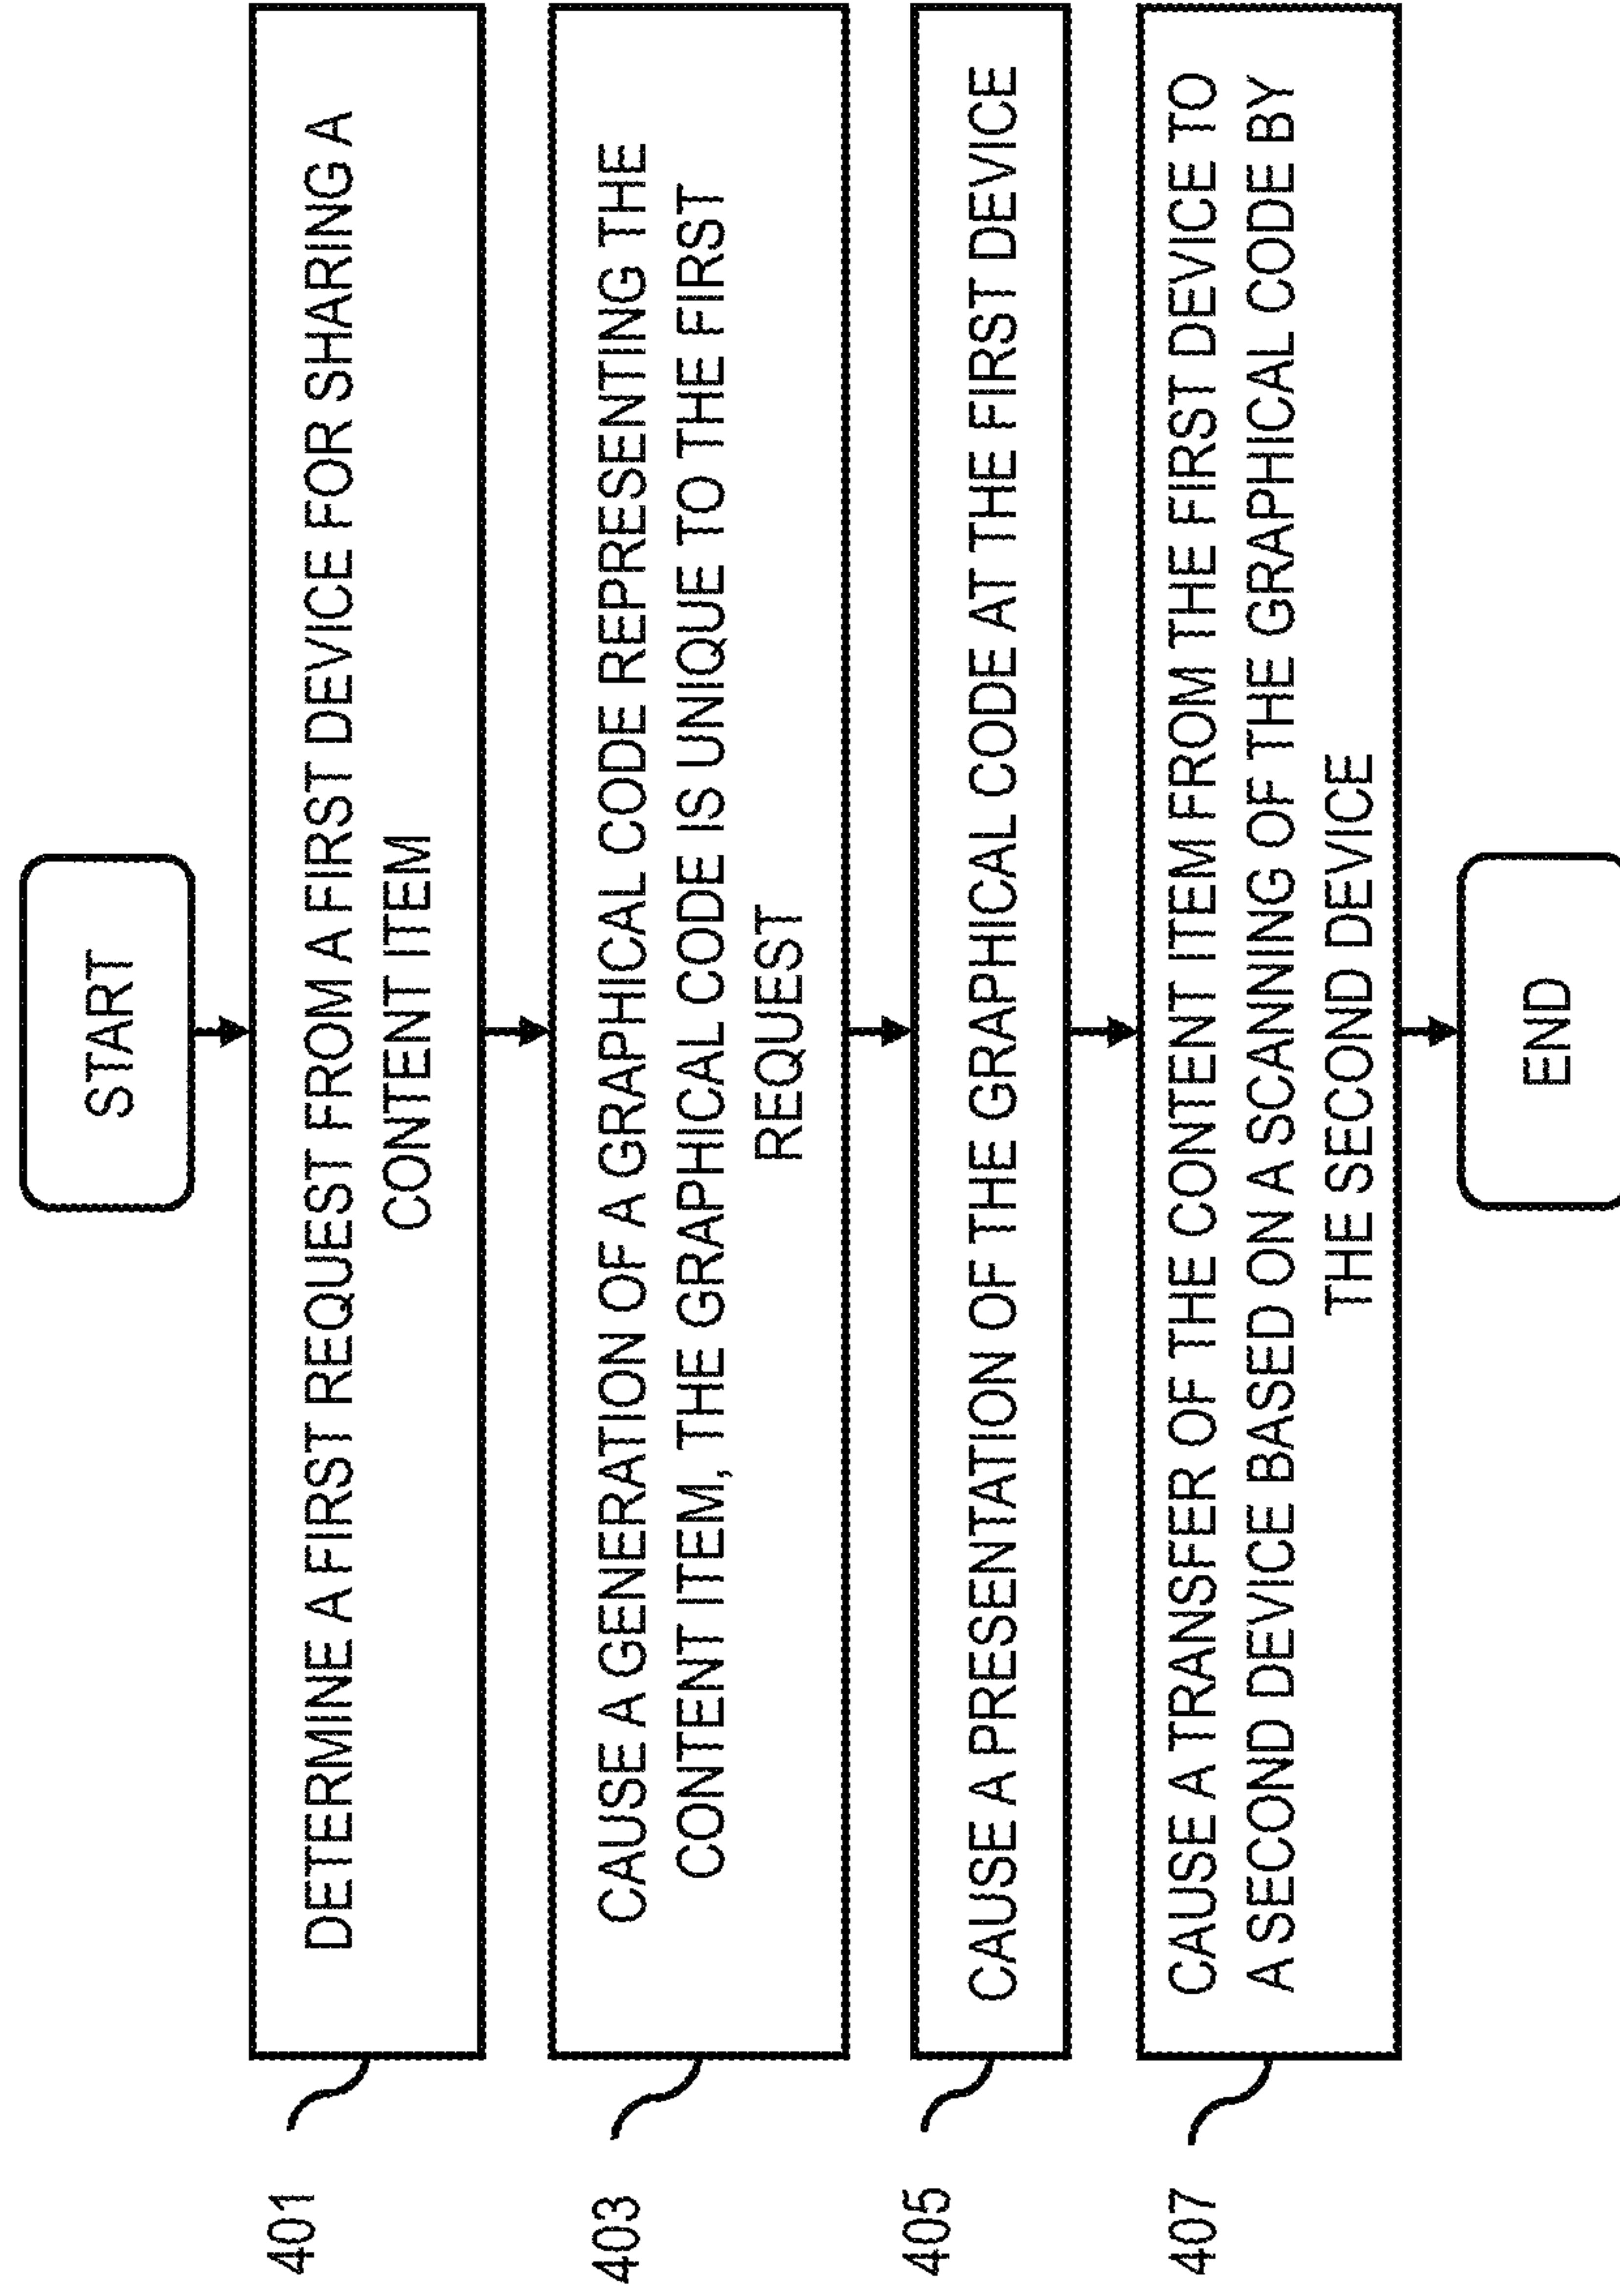 START
401
DETERMINE A FIRST REQUEST FROM A FIRST DEVICE FOR SHARING A
CONTENT ITEM
403
CAUSE A GENERATION OF A GRAPHICAL CODE REPRESENTING THE
CONTENT ITEM, THE GRAPHICAL CODE IS UNIQUE TO THE FIRST
REQUEST
405
CAUSE A PRESENTATION OF THE GRAPHICAL CODE AT THE FIRST DEVICE
407
CAUSE A TRANSFER OF THE CONTENT ITEM FROM THE FIRST DEVICE TO
A SECOND DEVICE BASED ON A SCANNING OF THE GRAPHICAL CODE BY
THE SECOND DEVICE
END